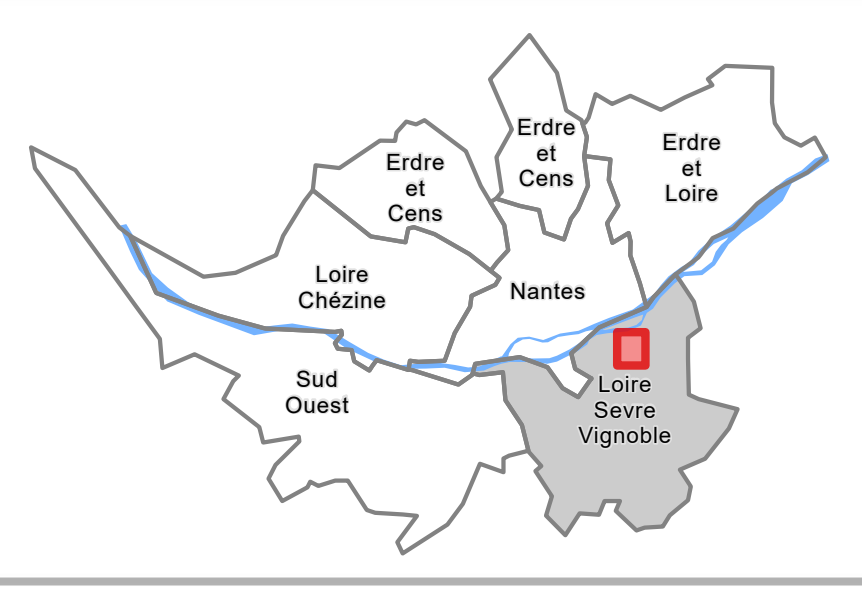 Erdre
et
Cens
Erdre
et
Loire
Erdre
et
Cens
Loire
Chézine
Nantes
Sud
Ouest
Loire
Sevre
Vignoble